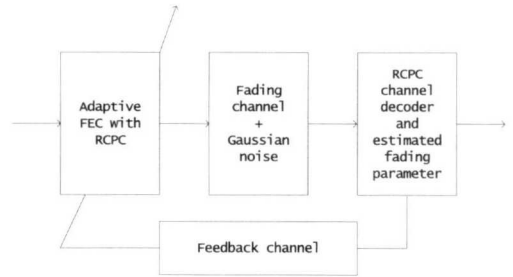 Adaptive
FEC with
RCPC
Fading
channel
+
Gaussian
noise
RCPC
channel
decoder
and
estimated
fading
parameter
Feedback channel